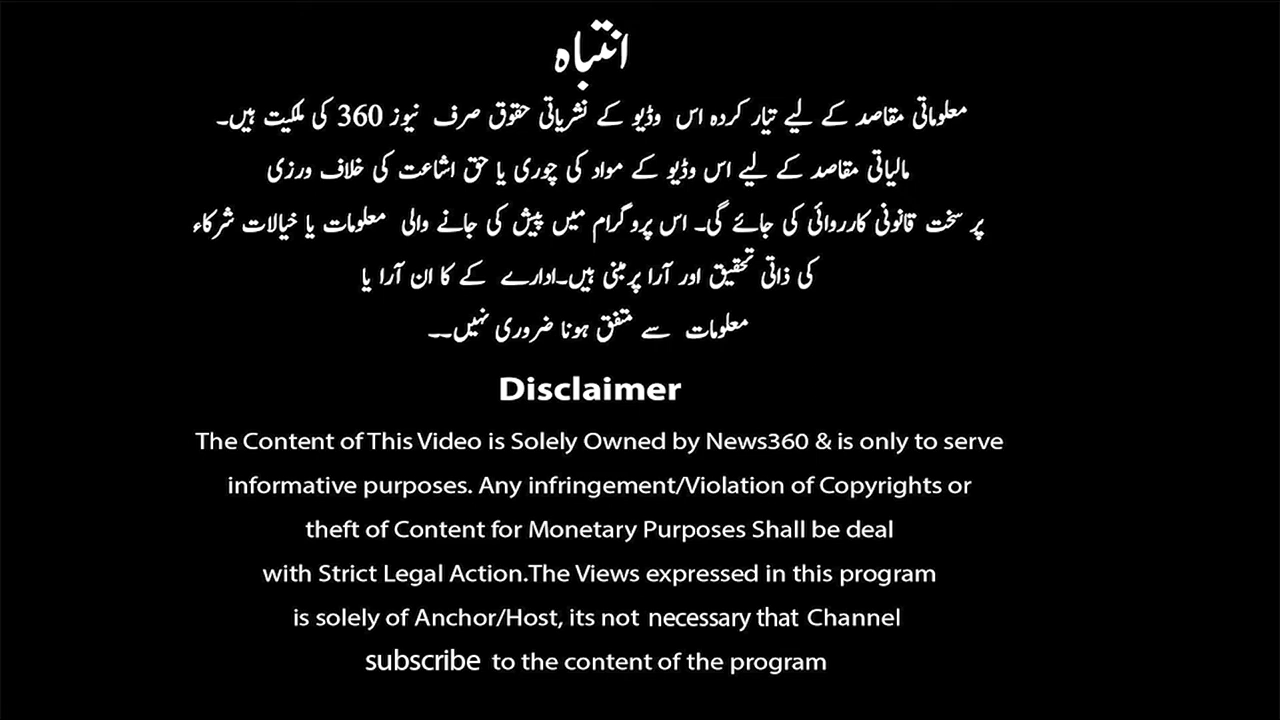 انتباہ
معلوماتی مقاصد کے لیے تیار کردہ اس وڈیو کے نشریاتی حقوق صرف نیوز 360 کی ملکیت ہیں۔
مالیاتی مقاصد کے لیے اس وڈیو کے مواد کی چوری یا حق اشاعت کی خلاف ورزی
پر سخت قانونی کارروائی کی جائے گی۔ اس پروگرام میں پیش کی جانے والی معلومات یا خیالات شرکاء
کی ذاتی تحقیق اور آرا پر مبنی ہیں۔ادارے کے کا ان آرا یا
معلومات سے متفق ہونا ضروری نہیں۔۔
Disclaimer
The Content of This Video is Solely Owned by News360 & is only to serve
informative purposes. Any infringement/Violation of Copyrights or
theft of Content for Monetary Purposes Shall be deal
with Strict Legal Action.The Views expressed in this program
is solely of Anchor/Host, its not necessary that Channel
subscribe to the content of the program